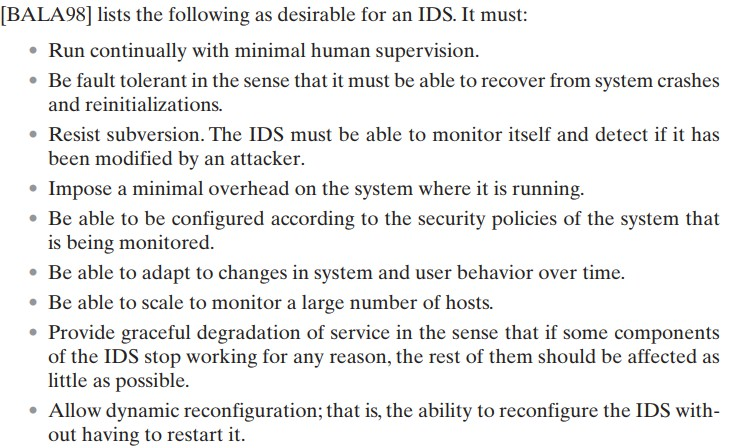 [BALA98] lists the following as desirable for an IDS. It must:
• Run continually with minimal human supervision.
• Be fault tolerant in the sense that it must be able to recover from system crashes
and reinitializations.
• Resist subversion. The IDS must be able to monitor itself and detect if it has
been modified by an attacker.
• Impose a minimal overhead on the system where it is running.
• Be able to be configured according to the security policies of the system that
is being monitored.
• Be able to adapt to changes in system and user behavior over time.
• Be able to scale to monitor a large number of hosts.
• Provide graceful degradation of service in the sense that if some components
of the IDS stop working for any reason, the rest of them should be affected as
little as possible.
• Allow dynamic reconfiguration; that is, the ability to reconfigure the IDS with-
out having to restart it.